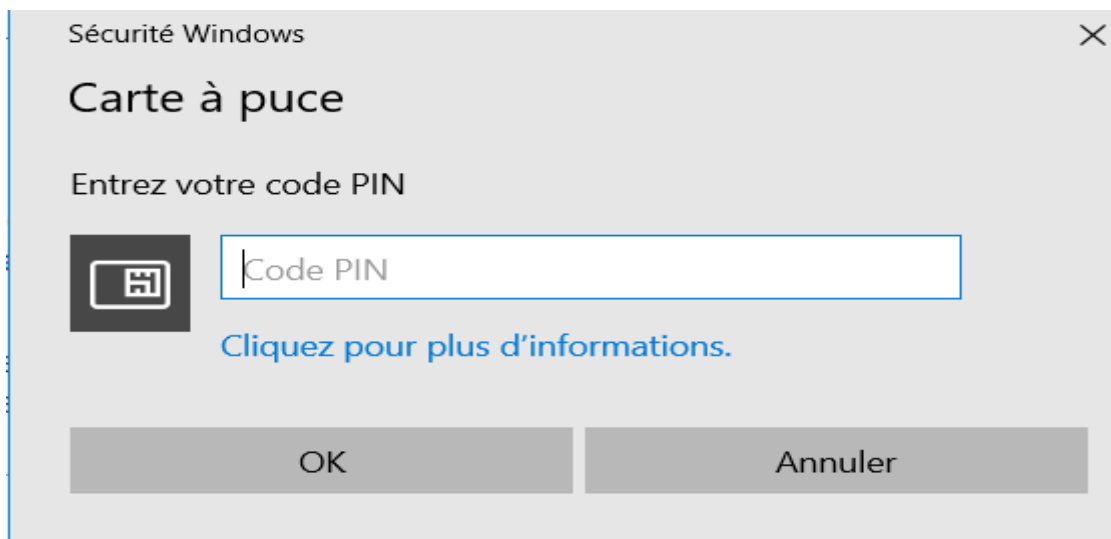 Sécurité Windows
Carte à puce
Entrez votre code PIN
Code PIN
Cliquez pour plus d’informations.
OK
Annuler